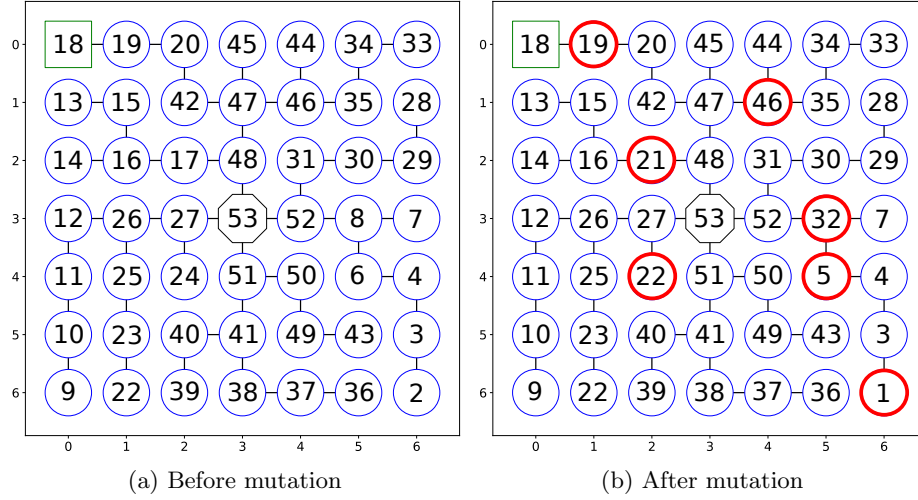 0 18 19 20 45 44 34 33
1 13 15 42 47 46 35 28
2 14 16 17 48 31 30 29
3 12 26 27 53 52 8 7
4 11 25 24 51 50 6 4
5 10 23 40 41 49 43 3
6 9 22 39 38 37 36 2
0 1 2 3 4 5 6
(a) Before mutation
0 18 19 20 45 44 34 33
1 13 15 42 47 46 35 28
2 14 16 21 48 31 30 29
3 12 26 27 53 52 32 7
4 11 25 22 51 50 5 4
5 10 23 40 41 49 43 3
6 9 22 39 38 37 36 1
0 1 2 3 4 5 6
(b) After mutation